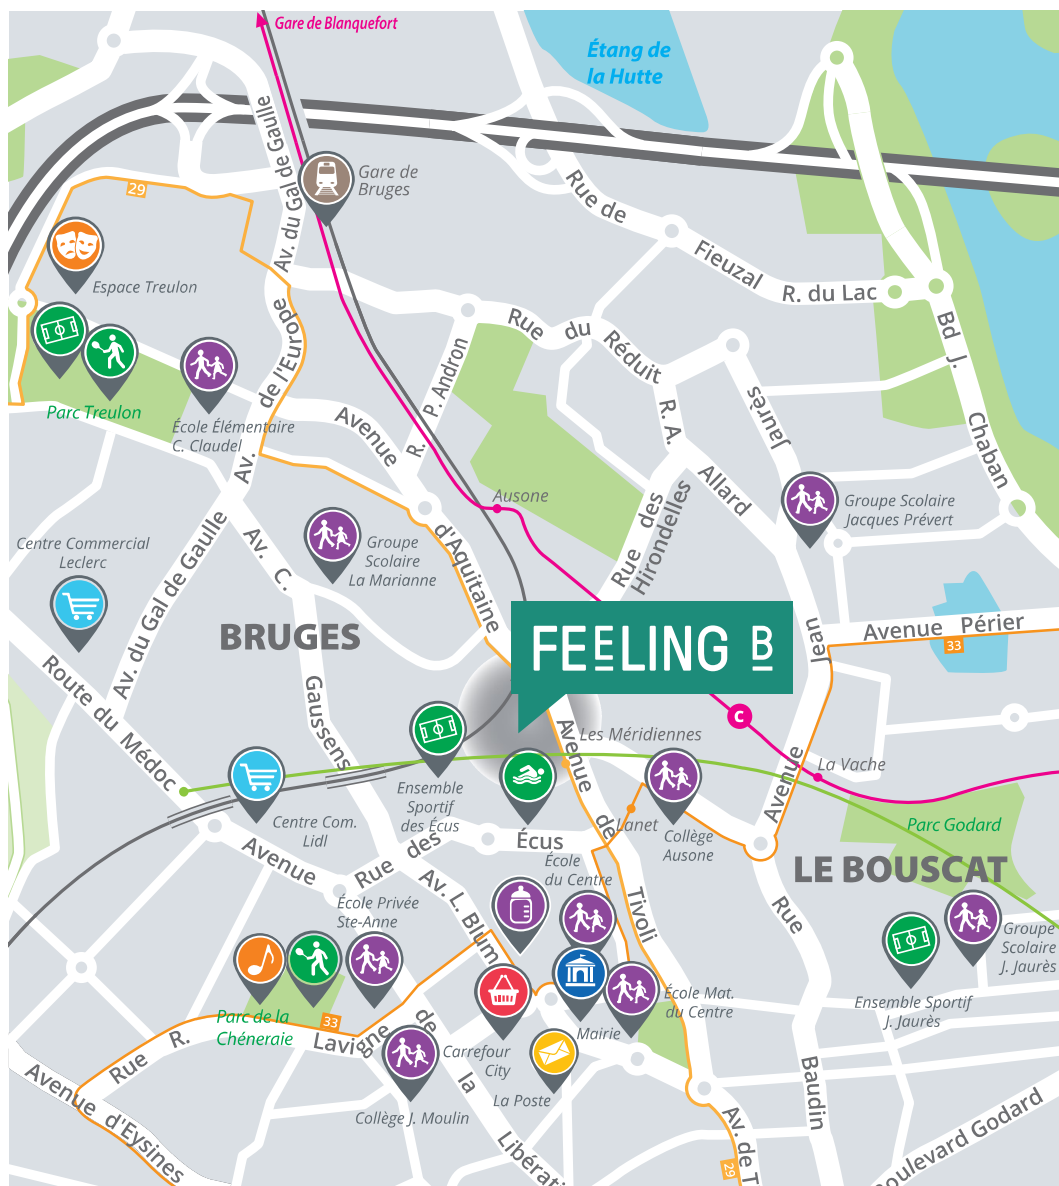 Gare de Blanquefort
Étang de
la Hutte
Av. du Gal de Gaulle
Gare de
Bruges
29
Rue de
Fieuzal
R. du Lac
Espace Treulon
Bd J.
Chaban
Rue du Réduit
P. Andron
R.
de l'Europe
Av.
Parc Treulon
École Élémentaire
C. Claudel
Avenue
d'Aquitaine
Jaurès
R. A.
Allard
Ausone
Rue des
Hirondelles
Groupe Scolaire
Jacques Prévert
Centre Commercial
Leclerc
Av. du Gal de Gaulle
Av. C.
Gaussens
Groupe
Scolaire
La Marianne
BRUGES
FEELING B
Jean
Avenue Périer
33
Route du Médoc
C
Les Méridiennes
Avenue
La Vache
Avenue
Ensemble
Sportif
des Écus
Centre Com.
Lidl
de
Lanet
Collège
Ausone
Parc Godard
LE BOUSCAT
Avenue
Rue des
Écus
École
du Centre
Av. L. Blum
Tivoli
Rue
École Privée
Ste-Anne
Groupe
Scolaire
J. Jaurès
Ensemble Sportif
J. Jaurès
École Mat.
du Centre
Mairie
Parc de la
Chéneraie
33
Rue R.
Lavigne
de
la
Libérati
Carrefour
City
La Poste
Collège J. Moulin
Baudin
Avenue d'Eysines
Av. de T
29
oulevard Godard